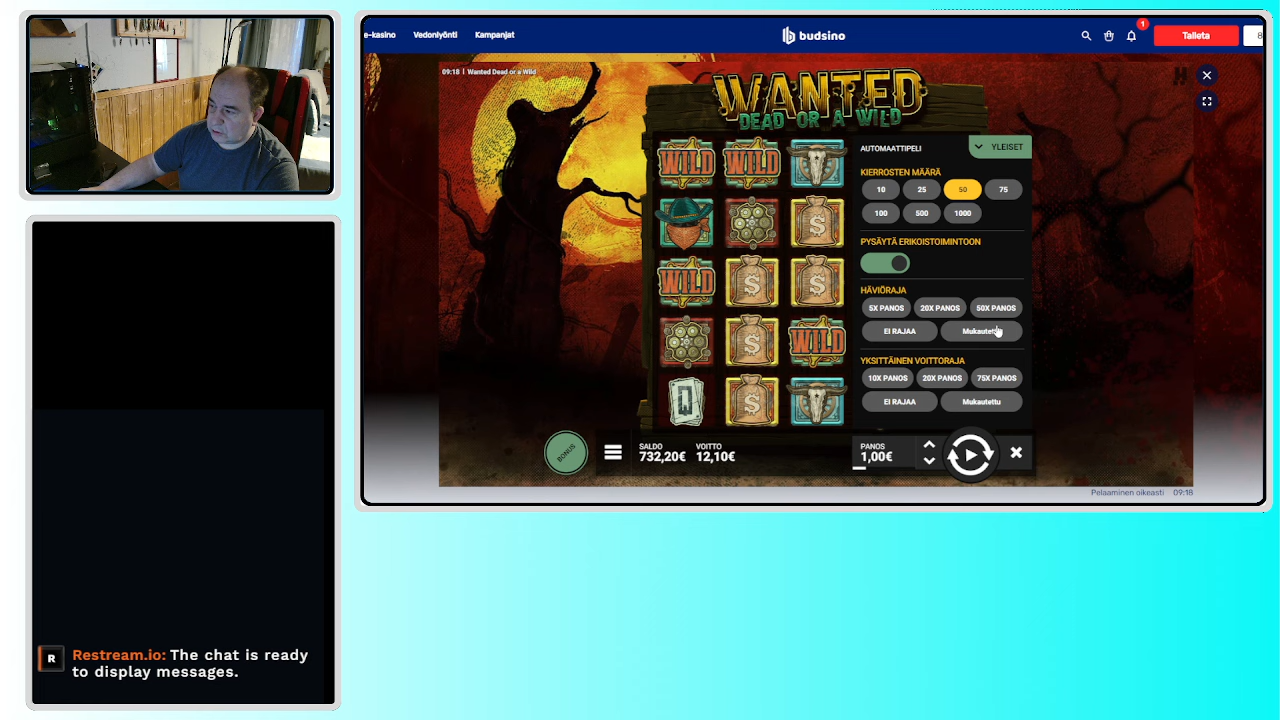 e-kasino Vedonlyönti Kampanjat
budsino
1
Talleta
8
09:18 | Wanted Dead or a Wild
WANTED
DEAD OR A WILD
WILD WILD
WILD
WILD
Q
AUTOMAATTIPELI
YLEISET
KIERROSTEN MÄÄRÄ
10 25 50 75
100 500 1000
PYSÄYTÄ ERIKOISTOIMINTOON
HÄVIÖRAJA
5X PANOS 20X PANOS 50X PANOS
EI RAJAA Mukautettu
YKSITTÄINEN VOITTORAJA
10X PANOS 20X PANOS 75X PANOS
EI RAJAA Mukautettu
BONUS
SALDO
732,20€
VOITTO
12,10€
PANOS
1,00€
Pelaaminen oikeasti 09:18
R
Restream.io: The chat is ready
to display messages.